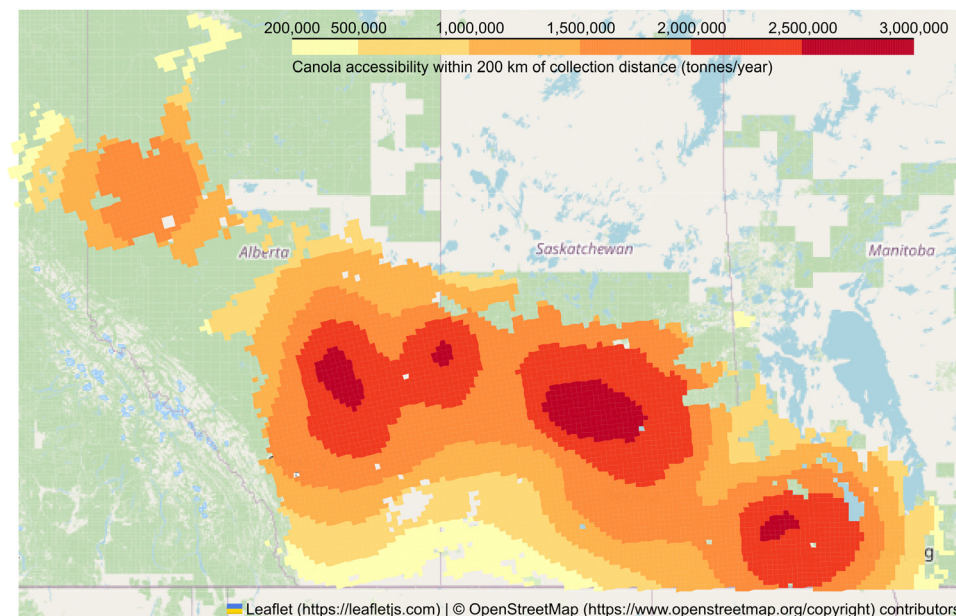 200,000 500,000 1,000,000 1,500,000 2,000,000 2,500,000 3,000,000
Canola accessibility within 200 km of collection distance (tonnes/year)
Alberta
Saskatchewan
Manitoba
g
Leaflet (https://leafletjs.com) | © OpenStreetMap (https://www.openstreetmap.org/copyright) contributors